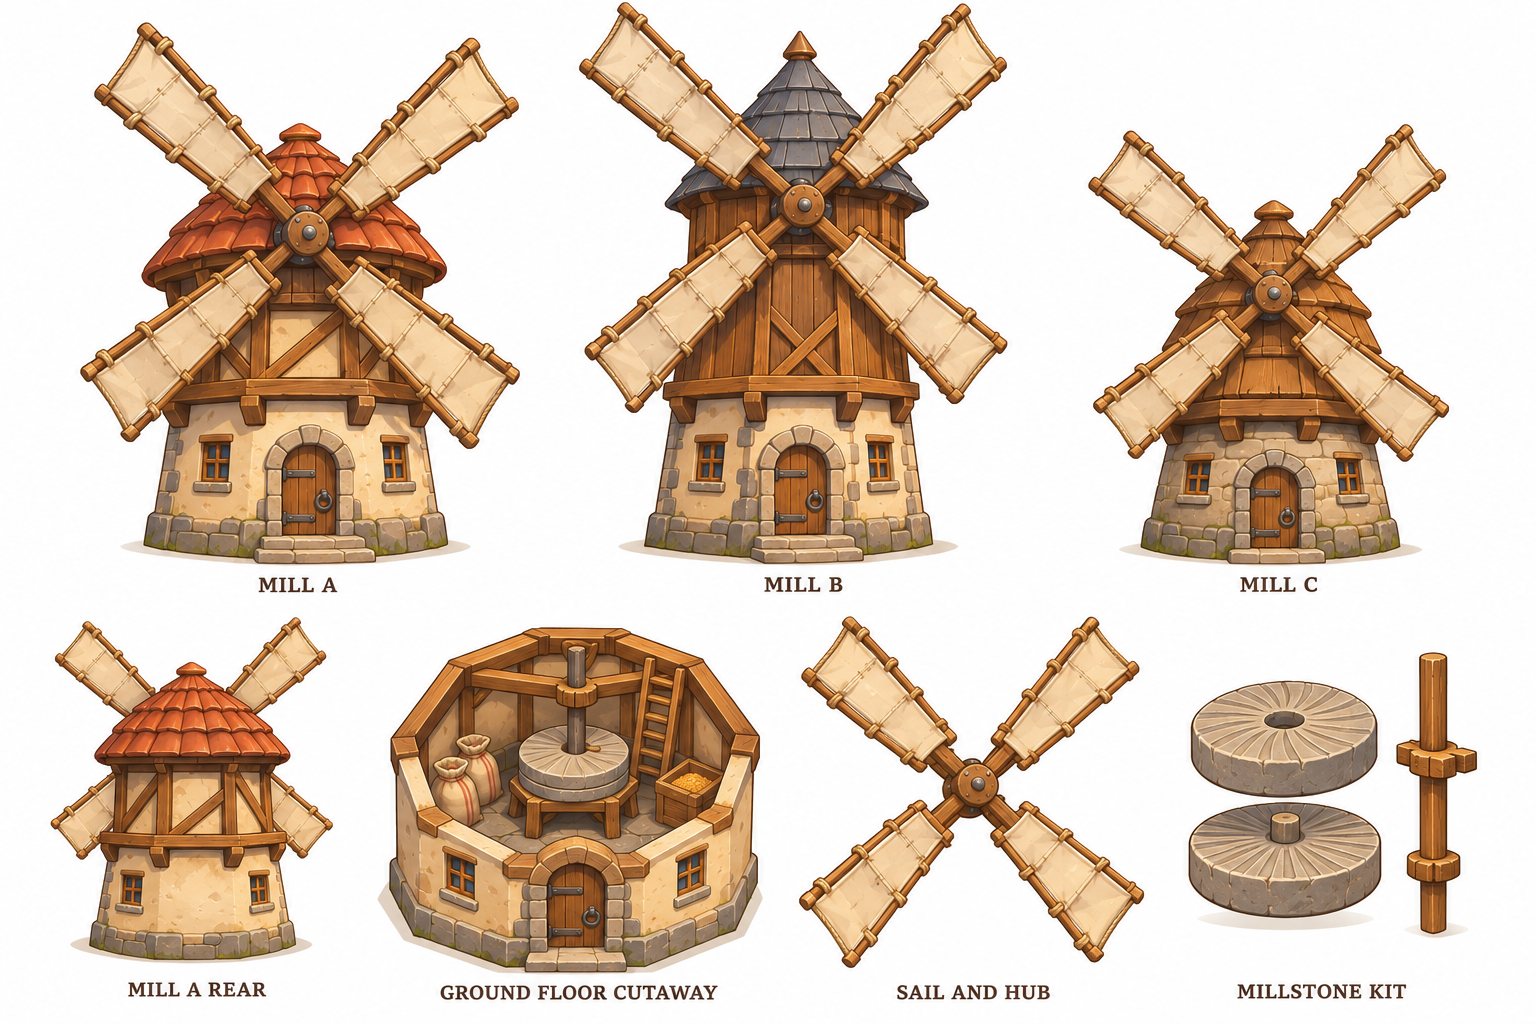 MILL A
MILL B
MILL C
MILL A REAR
GROUND FLOOR CUTAWAY
SAIL AND HUB
MILLSTONE KIT